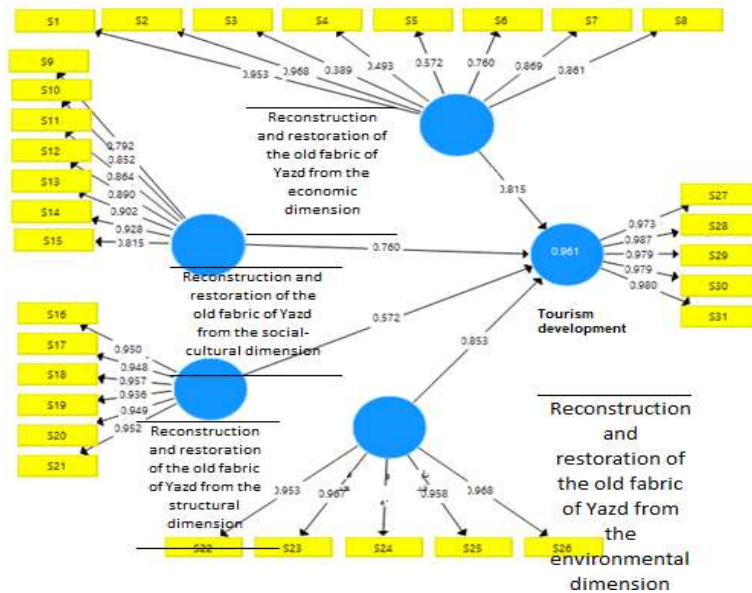 S1 S2 S3 S4 S5 S6 S7 S8
0.953 0.968 0.389 0.493 0.572 0.760 0.869 0.861
S9
S10
S11
S12
S13
S14
S15
0.792
0.852
0.864
0.890
0.902
0.928
0.815
Reconstruction
and restoration of
the old fabric of
Yazd from the
economic
dimension
0.815
0.760
Reconstruction and
restoration of the
old fabric of Yazd
from the social-
cultural dimension
0.961
Tourism
development
0.973
0.987
0.979
0.979
0.980
S27
S28
S29
S30
S31
0.572
0.853
S16
S17
S18
S19
S20
S21
0.950
0.948
0.957
0.936
0.949
0.952
Reconstruction
and restoration
of the old fabric
of Yazd from the
structural
dimension
0.953 0.967 0.958 0.968
S22 S23 S24 S25 S26
Reconstruction
and
restoration of
the old fabric
of Yazd from
the
environmental
dimension